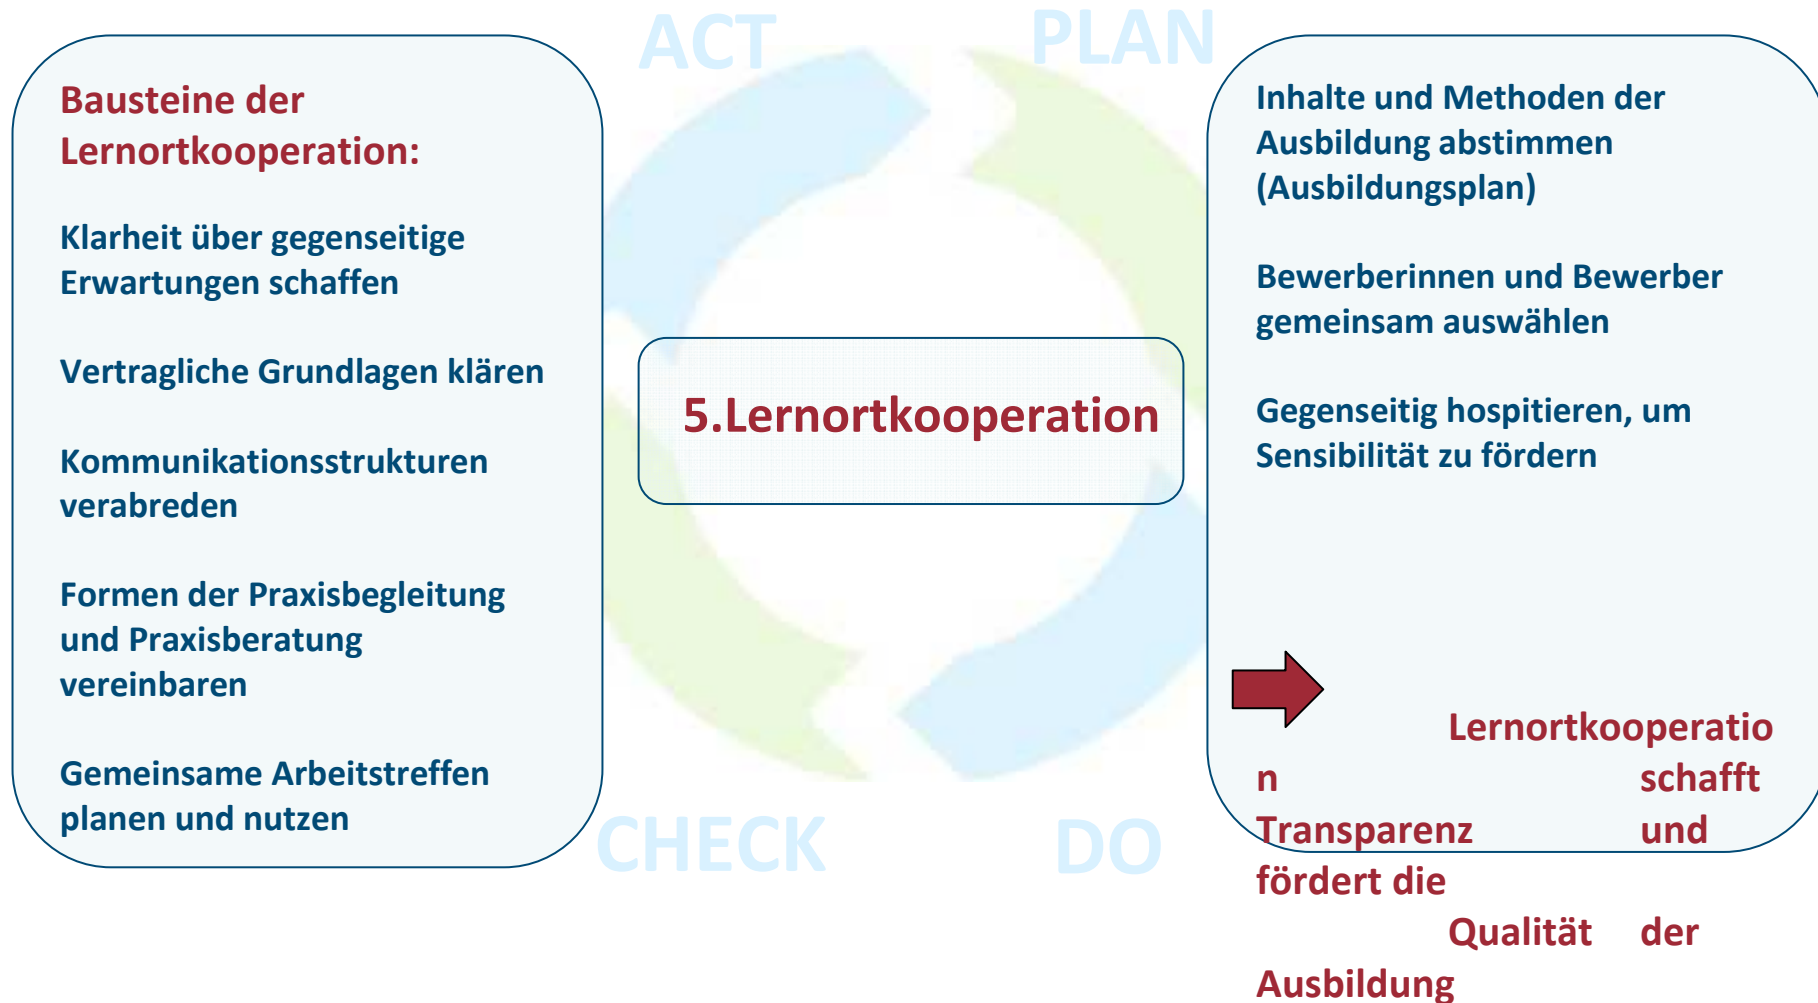 ACT
PLAN
Bausteine der
Lernortkooperation:
Klarheit über gegenseitige
Erwartungen schaffen
Vertragliche Grundlagen klären
Kommunikationsstrukturen
verabreden
Formen der Praxisbegleitung
und Praxisberatung
vereinbaren
Gemeinsame Arbeitstreffen
planen und nutzen
5.Lernortkooperation
Inhalte und Methoden der
Ausbildung abstimmen
(Ausbildungsplan)
Bewerberinnen und Bewerber
gemeinsam auswählen
Gegenseitig hospitieren, um
Sensibilität zu fördern
Lernortkooperatio
n schafft
Transparenz und
fördert die
Qualität der
Ausbildung
CHECK
DO